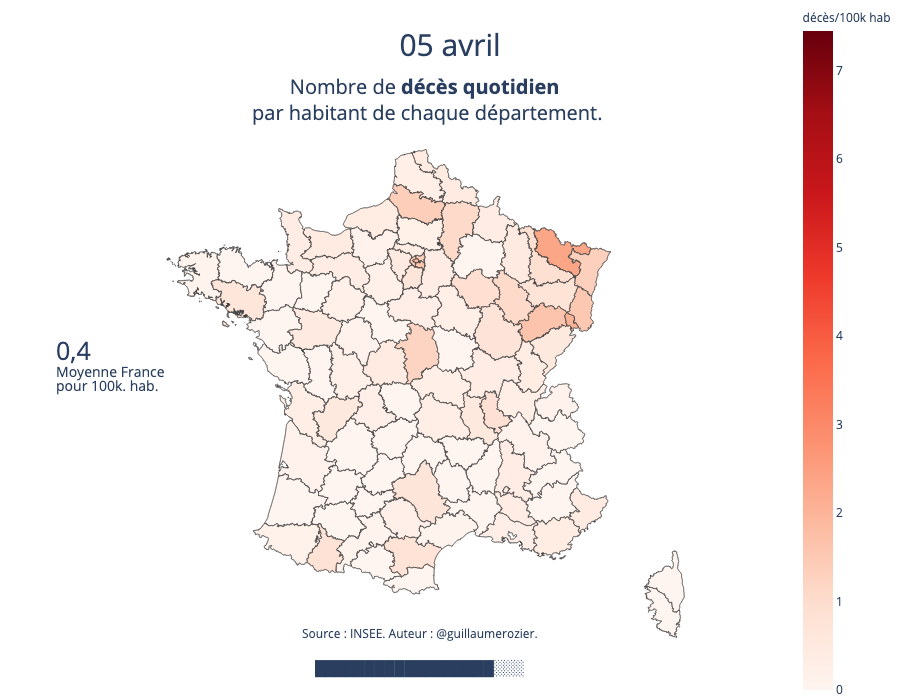 décès/100k hab
05 avril
Nombre de décès quotidien
par habitant de chaque département.
7
6
5
4
3
2
1
0
0,4
Moyenne France
pour 100k. hab.
Source : INSEE. Auteur : @guillaumerozier.